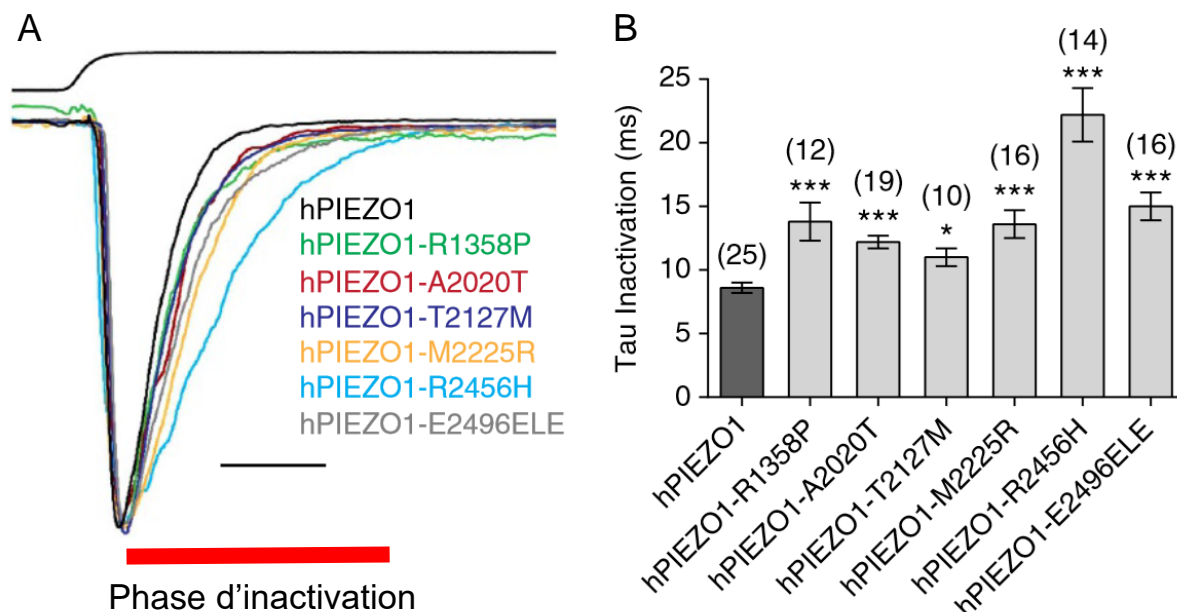 A
hPIEZO1
hPIEZO1-R1358P
hPIEZO1-A2020T
hPIEZO1-T2127M
hPIEZO1-M2225R
hPIEZO1-R2456H
hPIEZO1-E2496ELE
Phase d’inactivation
B
Tau Inactivation (ms)
25
20
15
10
5
0
(25)
(12)
***
(19)
***
(10)
*
(16)
***
(14)
***
(16)
***
hPIEZO1
hPIEZO1-R1358P
hPIEZO1-A2020T
hPIEZO1-T2127M
hPIEZO1-M2225R
hPIEZO1-R2456H
hPIEZO1-E2496ELE